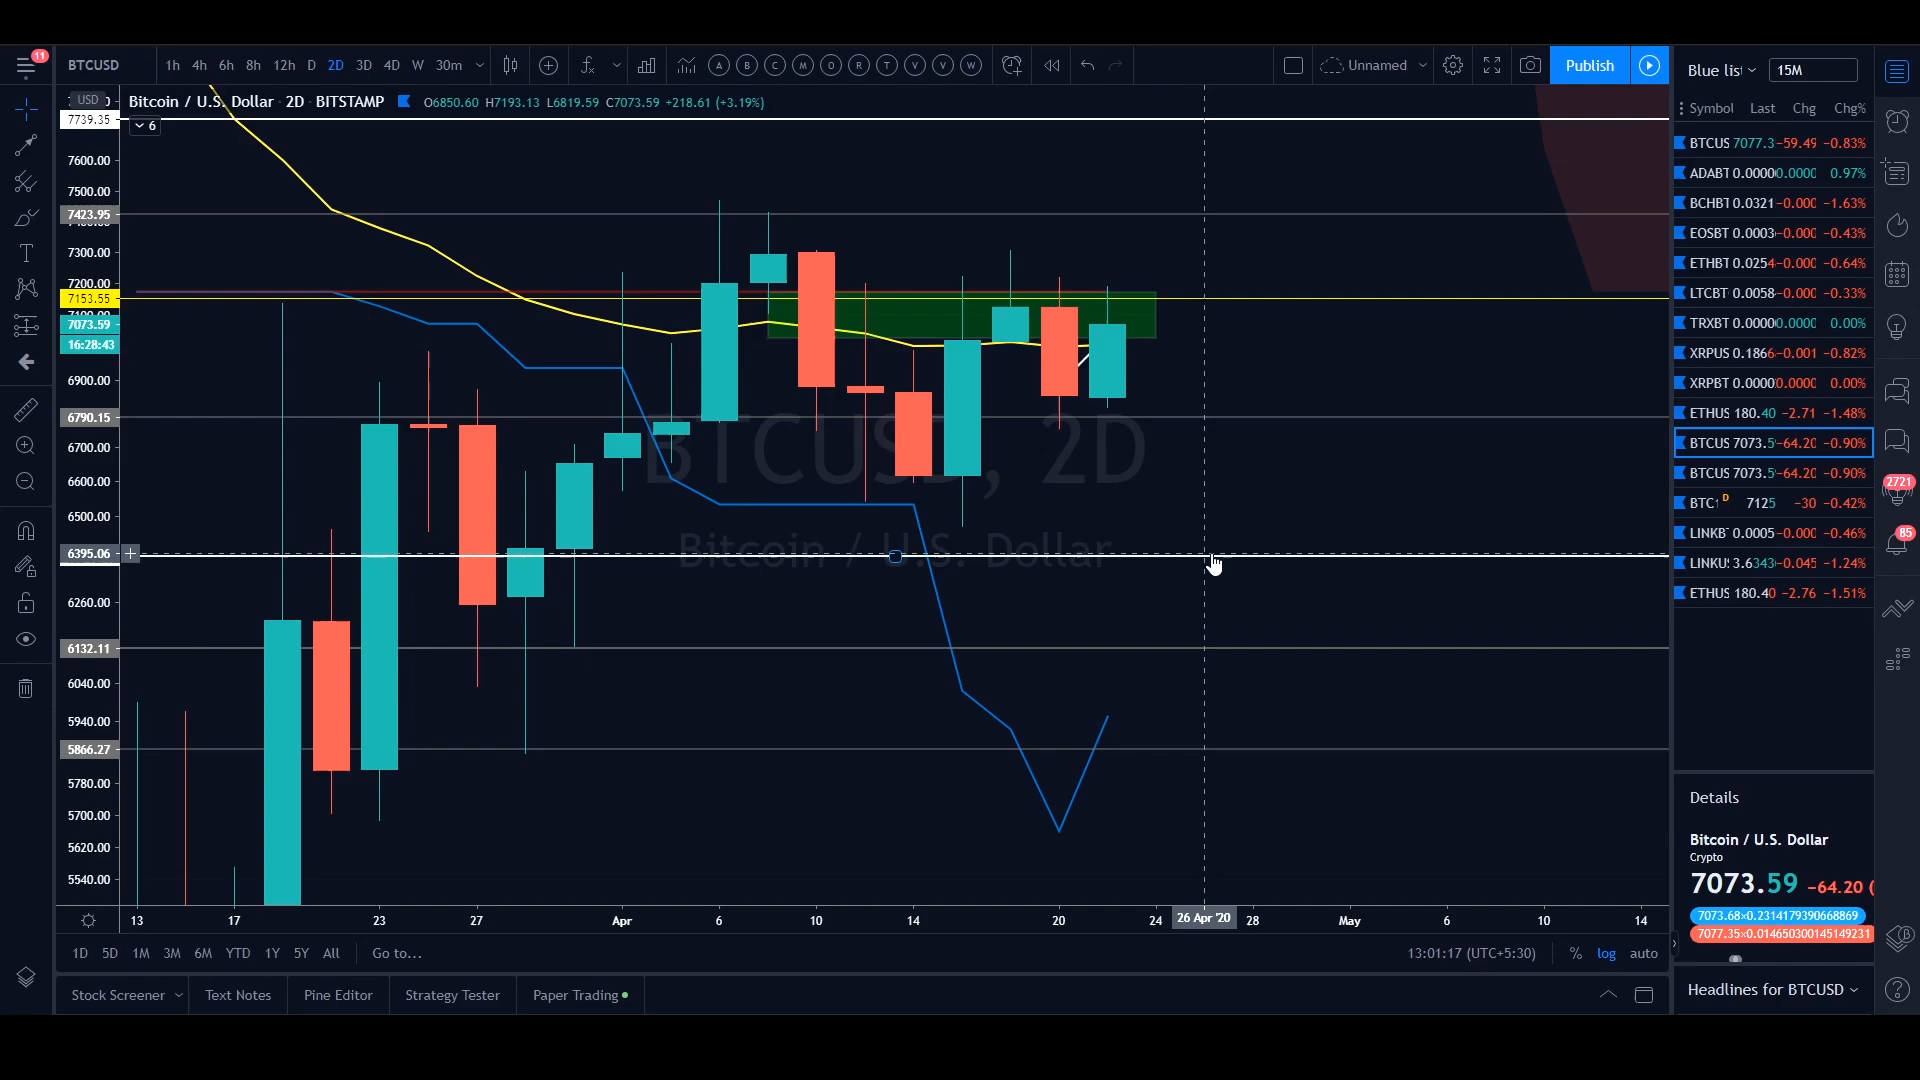 11
BTCUSD 1h 4h 6h 8h 12h D 2D 3D 4D W 30m
A B C M O R T V V W
Unnamed Publish
Blue list 15M
USD
Bitcoin / U.S. Dollar · 2D · BITSTAMP O6850.60 H7193.13 L6819.59 C7073.59 +218.61 (+3.19%)
6
Symbol Last Chg Chg%
BTCUS 7077.3 −59.49 −0.83%
ADABT 0.0000 0.0000 0.97%
BCHBT 0.0321 −0.000 −1.63%
EOSBT 0.0003 −0.000 −0.43%
ETHBT 0.0254 −0.000 −0.64%
LTCBT 0.0058 −0.000 −0.33%
TRXBT 0.0000 0.0000 0.00%
XRPUS 0.1866 −0.001 −0.82%
XRPBT 0.0000 0.0000 0.00%
ETHUS 180.40 −2.71 −1.48%
BTCUS 7073.5 −64.20 −0.90%
BTCUS 7073.5 −64.20 −0.90%
BTC1 D 7125 −30 −0.42%
LINKBT 0.0005 −0.000 −0.46%
LINKUS 3.6343 −0.045 −1.24%
ETHUS 180.40 −2.76 −1.51%
2721
85
7739.35
7600.00
7500.00
7423.95
7300.00
7200.00
7153.55
7073.59
16:28:43
6900.00
6790.15
6700.00
6600.00
6500.00
6395.06
6260.00
6132.11
6040.00
5940.00
5866.27
5780.00
5700.00
5620.00
5540.00
BTCUSD, 2D
Bitcoin / U.S. Dollar
13 17 23 27 Apr 6 10 14 20 24 26 Apr '20 28 May 6 10 14
1D 5D 1M 3M 6M YTD 1Y 5Y All Go to...
13:01:17 (UTC+5:30) % log auto
Stock Screener Text Notes Pine Editor Strategy Tester Paper Trading
Details
Bitcoin / U.S. Dollar
Crypto
7073.59 −64.20 (
7073.68×0.2314179390668869
7077.35×0.014650300145149231
Headlines for BTCUSD